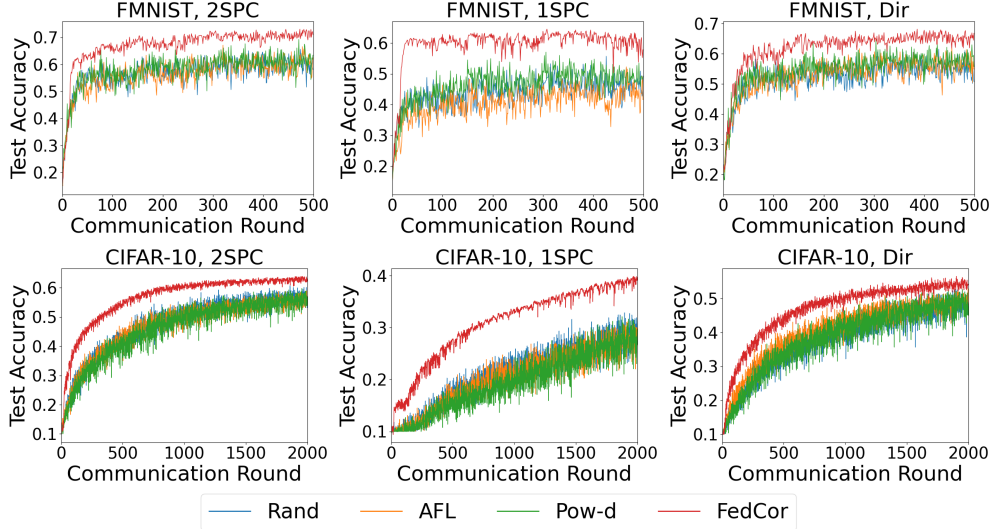 FMNIST, 2SPC
Test Accuracy
0.7
0.6
0.5
0.4
0.3
0.2
0 100 200 300 400 500
Communication Round
FMNIST, 1SPC
Test Accuracy
0.6
0.5
0.4
0.3
0.2
0 100 200 300 400 500
Communication Round
FMNIST, Dir
Test Accuracy
0.7
0.6
0.5
0.4
0.3
0.2
0 100 200 300 400 500
Communication Round
CIFAR-10, 2SPC
Test Accuracy
0.6
0.5
0.4
0.3
0.2
0.1
0 500 1000 1500 2000
Communication Round
CIFAR-10, 1SPC
Test Accuracy
0.4
0.3
0.2
0.1
0 500 1000 1500 2000
Communication Round
CIFAR-10, Dir
Test Accuracy
0.5
0.4
0.3
0.2
0.1
0 500 1000 1500 2000
Communication Round
Rand AFL Pow-d FedCor